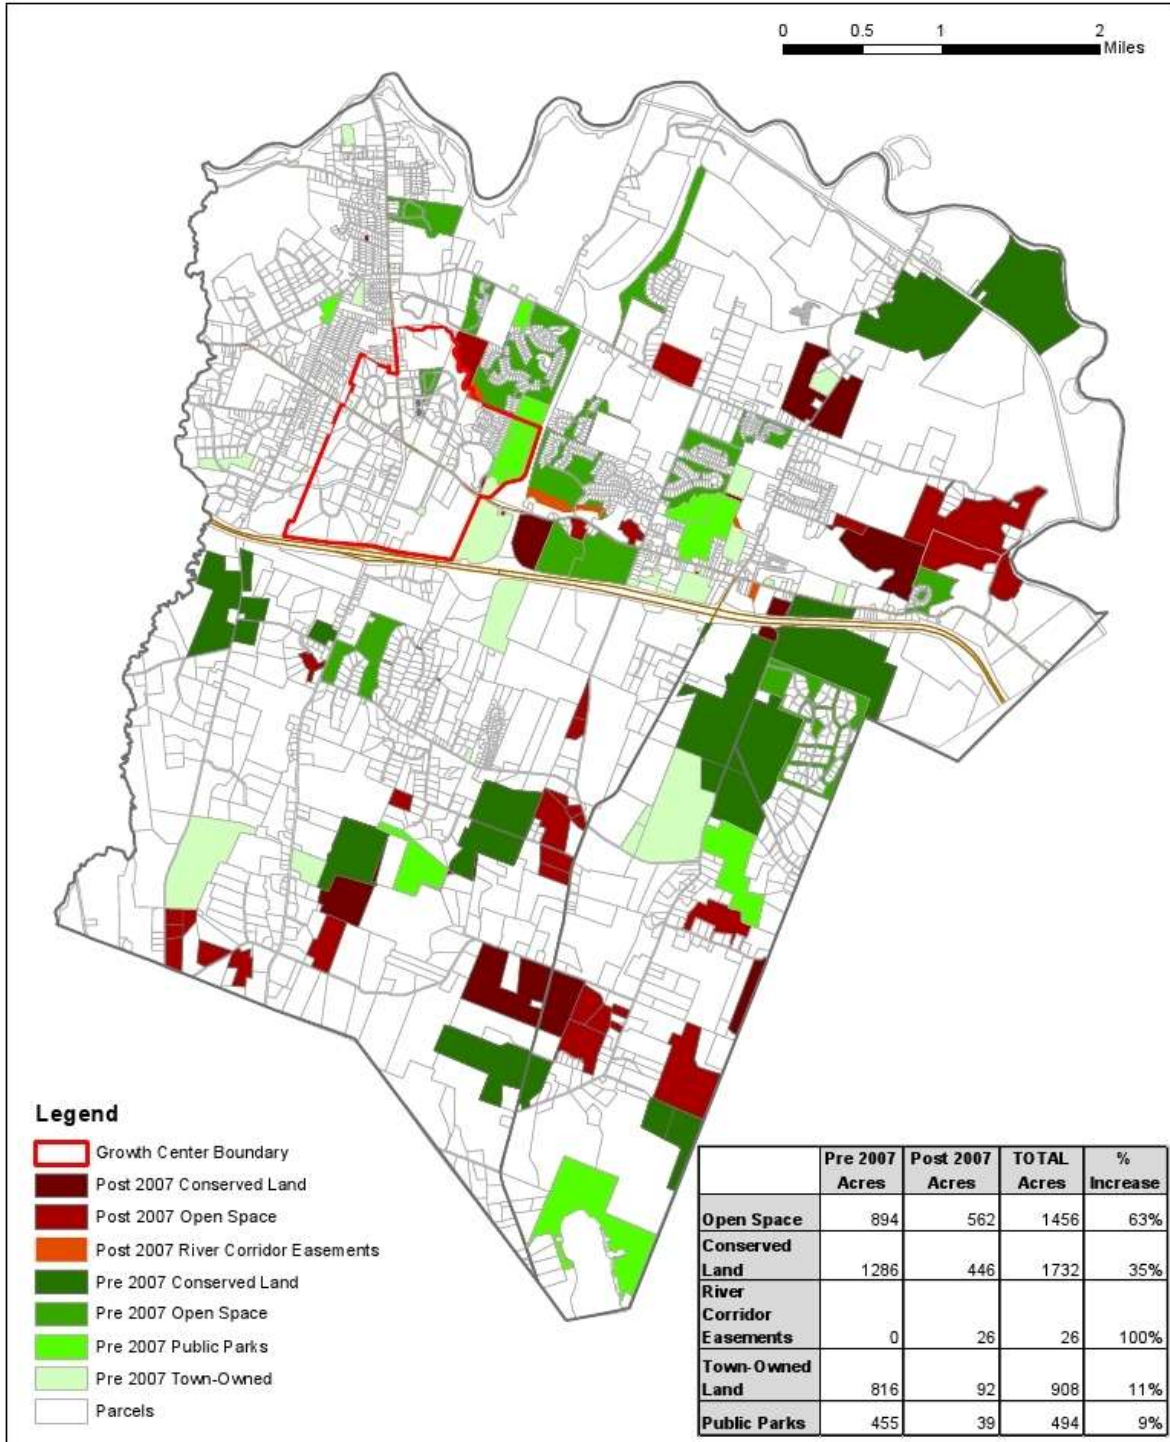 0 0.5 1 2
Miles
Legend
Growth Center Boundary
Post 2007 Conserved Land
Post 2007 Open Space
Post 2007 River Corridor Easements
Pre 2007 Conserved Land
Pre 2007 Open Space
Pre 2007 Public Parks
Pre 2007 Town-Owned
Parcels
Pre 2007 Post 2007 TOTAL %
Acres Acres Acres Increase
Open Space 894 562 1456 63%
Conserved
Land 1286 446 1732 35%
River
Corridor
Easements 0 26 26 100%
Town-Owned
Land 816 92 908 11%
Public Parks 455 39 494 9%